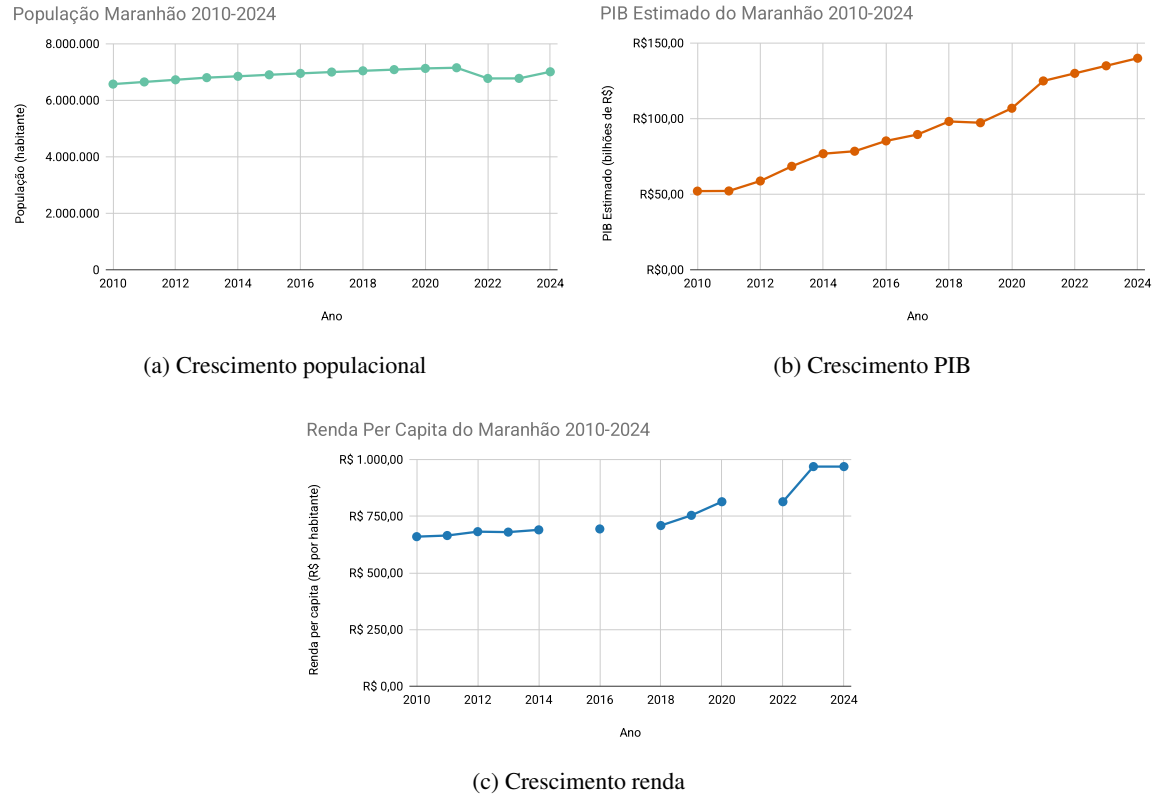 População Maranhão 2010-2024
População (habitante)
8.000.000
6.000.000
4.000.000
2.000.000
0
2010 2012 2014 2016 2018 2020 2022 2024
Ano
(a) Crescimento populacional
PIB Estimado do Maranhão 2010-2024
PIB Estimado (bilhões de R$)
R$150,00
R$100,00
R$50,00
R$0,00
2010 2012 2014 2016 2018 2020 2022 2024
Ano
(b) Crescimento PIB
Renda Per Capita do Maranhão 2010-2024
Renda per capita (R$ por habitante)
R$ 1.000,00
R$ 750,00
R$ 500,00
R$ 250,00
R$ 0,00
2010 2012 2014 2016 2018 2020 2022 2024
Ano
(c) Crescimento renda